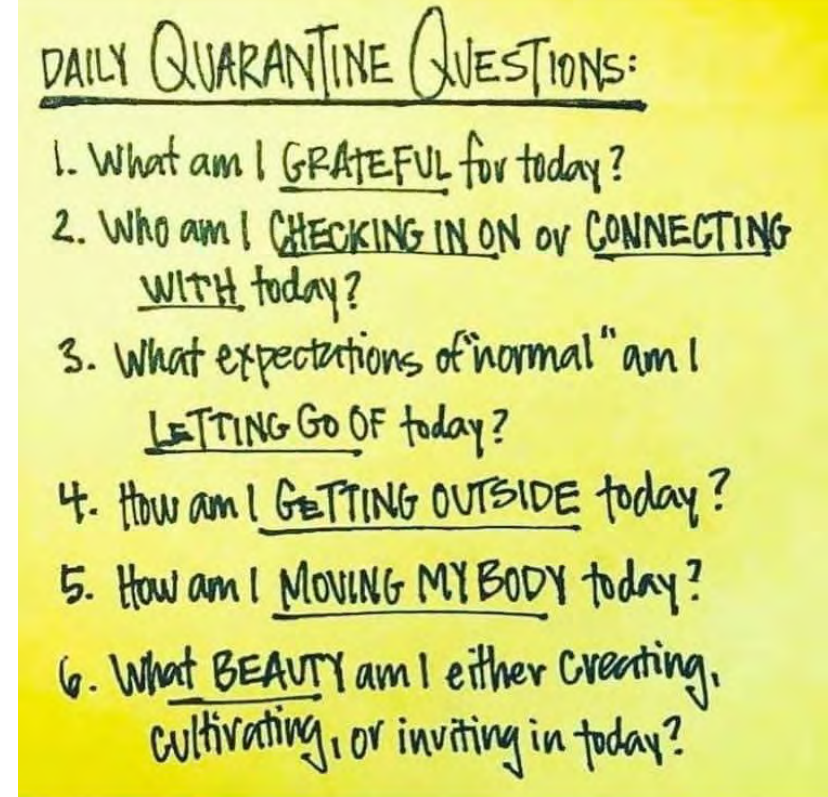 DAILY QUARANTINE QUESTIONS:
1. What am I GRATEFUL for today?
2. Who am I CHECKING IN ON or CONNECTING
WITH today?
3. What expectations of "normal" am I
LETTING GO OF today?
4. How am I GETTING OUTSIDE today?
5. How am I MOVING MY BODY today?
6. What BEAUTY am I either creating,
cultivating, or inviting in today?